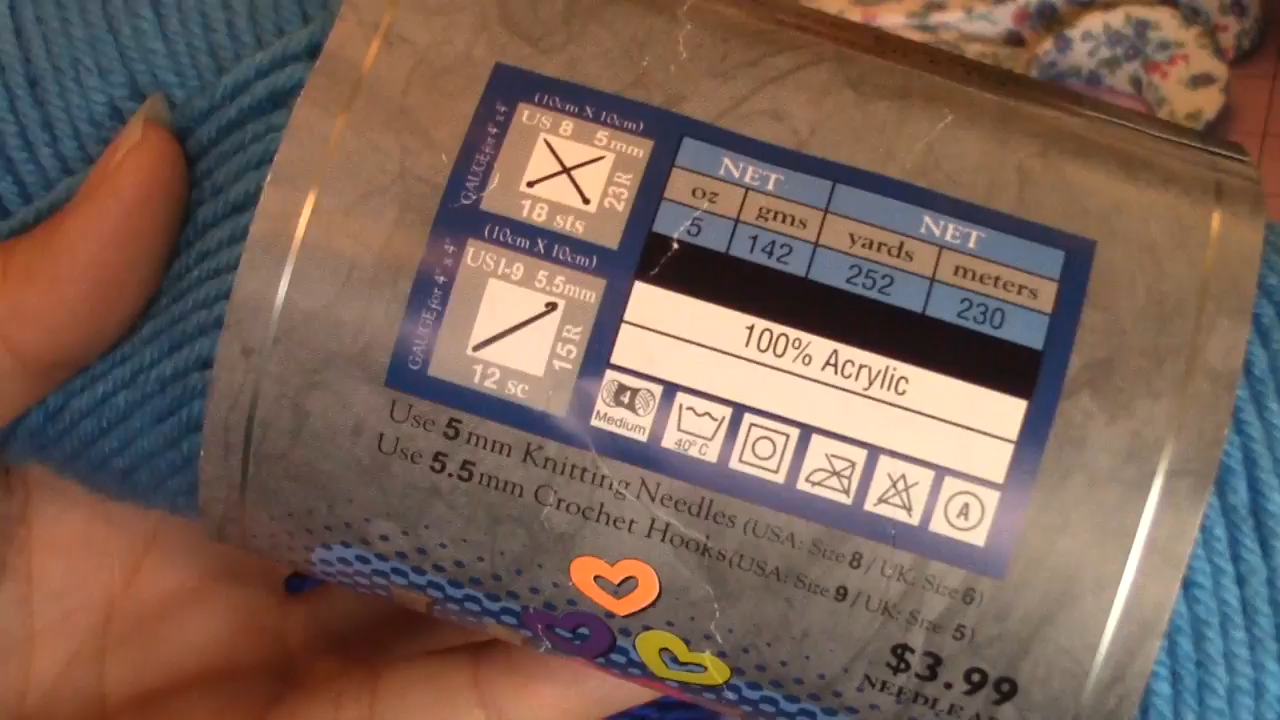 (10cm X 10cm)
GAUGE for 4" x 4"
US 8 5mm
23R
18 sts
(10cm X 10cm)
GAUGE for 4" x 4"
US I-9 5.5mm
15R
12 sc
NET NET
oz gms yards meters
5 142 252 230
100% Acrylic
4
Medium
40°C
A
Use 5mm Knitting Needles (USA: Size 8 / UK: Size 6)
Use 5.5mm Crochet Hooks (USA: Size 9 / UK: Size 5)
$3.99